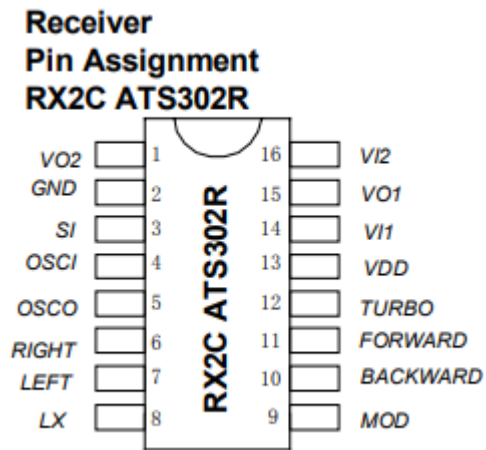 Receiver
Pin Assignment
RX2C ATS302R
VO2 1 16 VI2
GND 2 15 VO1
SI 3 14 VI1
OSCI 4 13 VDD
OSCO 5 12 TURBO
RIGHT 6 11 FORWARD
LEFT 7 10 BACKWARD
LX 8 9 MOD
RX2C ATS302R